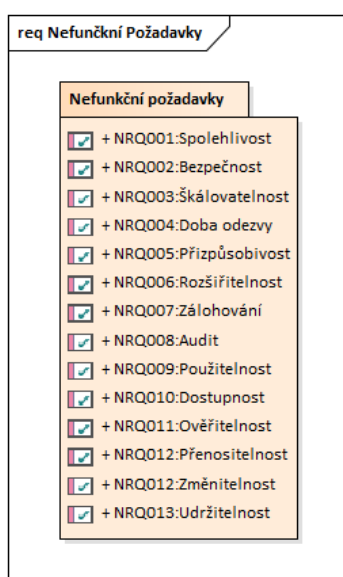 req Nefunčkní Požadavky
Nefunkční požadavky
+ NRQ001:Spolehlivost
+ NRQ002:Bezpečnost
+ NRQ003:Škálovatelnost
+ NRQ004:Doba odezvy
+ NRQ005:Přizpůsobivost
+ NRQ006:Rozšiřitelnost
+ NRQ007:Zálohování
+ NRQ008:Audit
+ NRQ009:Použitelnost
+ NRQ010:Dostupnost
+ NRQ011:Ověřitelnost
+ NRQ012:Přenositelnost
+ NRQ012:Změnitelnost
+ NRQ013:Udržitelnost